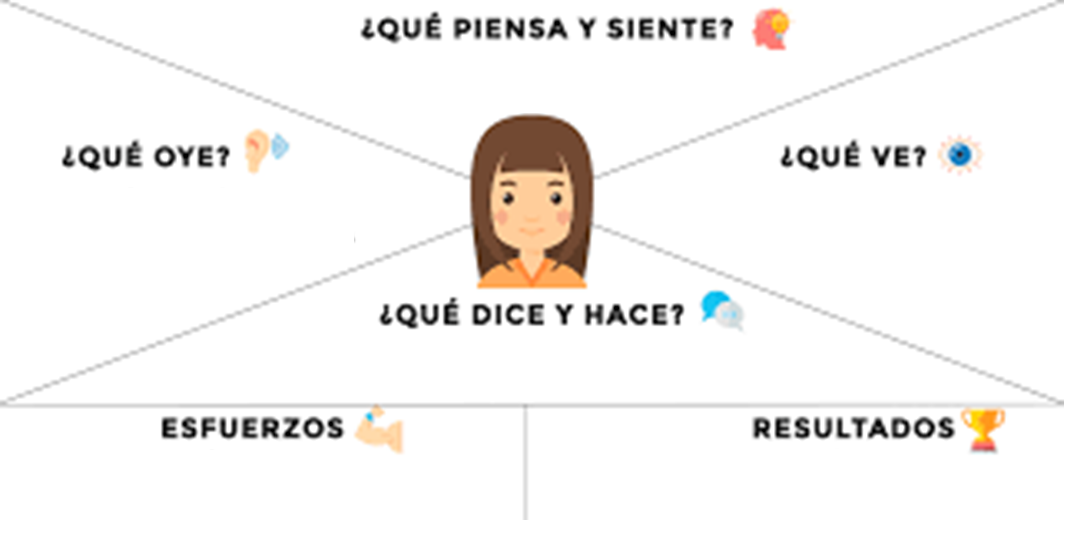 ¿QUÉ PIENSA Y SIENTE?
¿QUÉ OYE?
¿QUÉ VE?
¿QUÉ DICE Y HACE?
ESFUERZOS
RESULTADOS